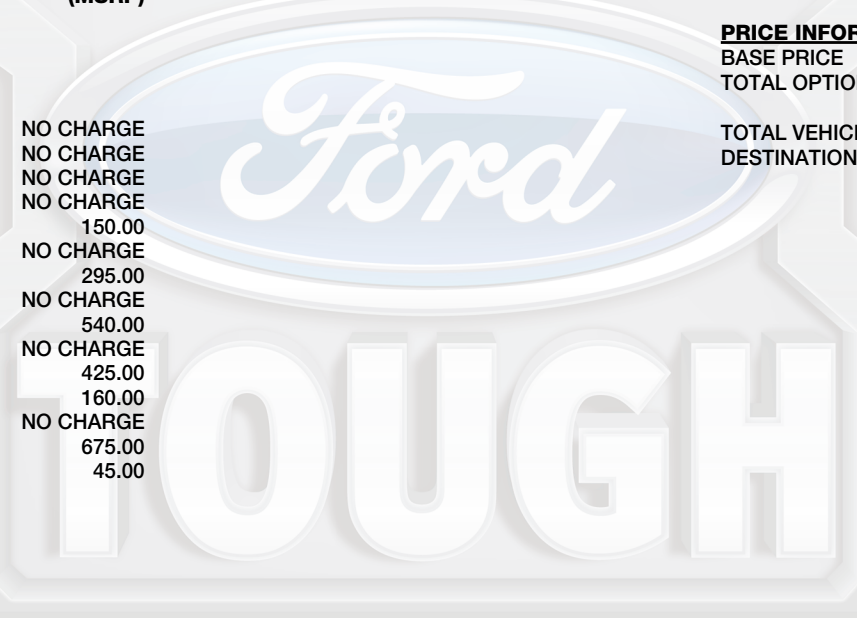 (MSRP)
NO CHARGE
NO CHARGE
NO CHARGE
NO CHARGE
150.00
NO CHARGE
295.00
NO CHARGE
540.00
NO CHARGE
425.00
160.00
NO CHARGE
675.00
45.00
PRICE INFOR
BASE PRICE
TOTAL OPTIO
TOTAL VEHICL
DESTINATION
Ford
TOUGH